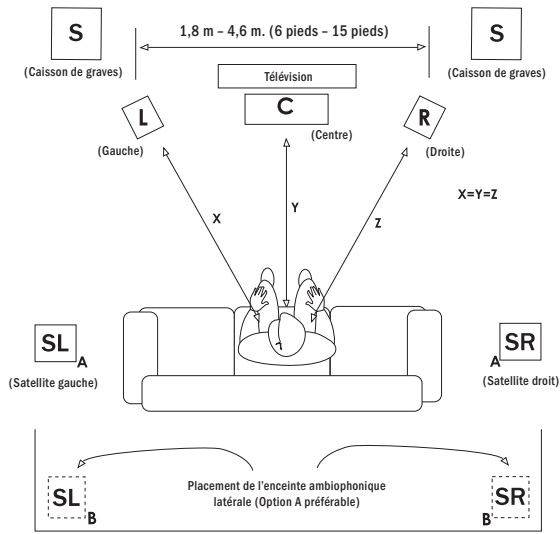 S
1,8 m – 4,6 m. (6 pieds – 15 pieds)
S
(Caisson de graves)
(Caisson de graves)
Télévision
L
C
R
(Gauche)
(Centre)
(Droite)
X
Y
Z
X=Y=Z
SL
A
(Satellite gauche)
SR
A
(Satellite droit)
Placement de l'enceinte ambiophonique
latérale (Option A préférable)
SL
B
SR
B